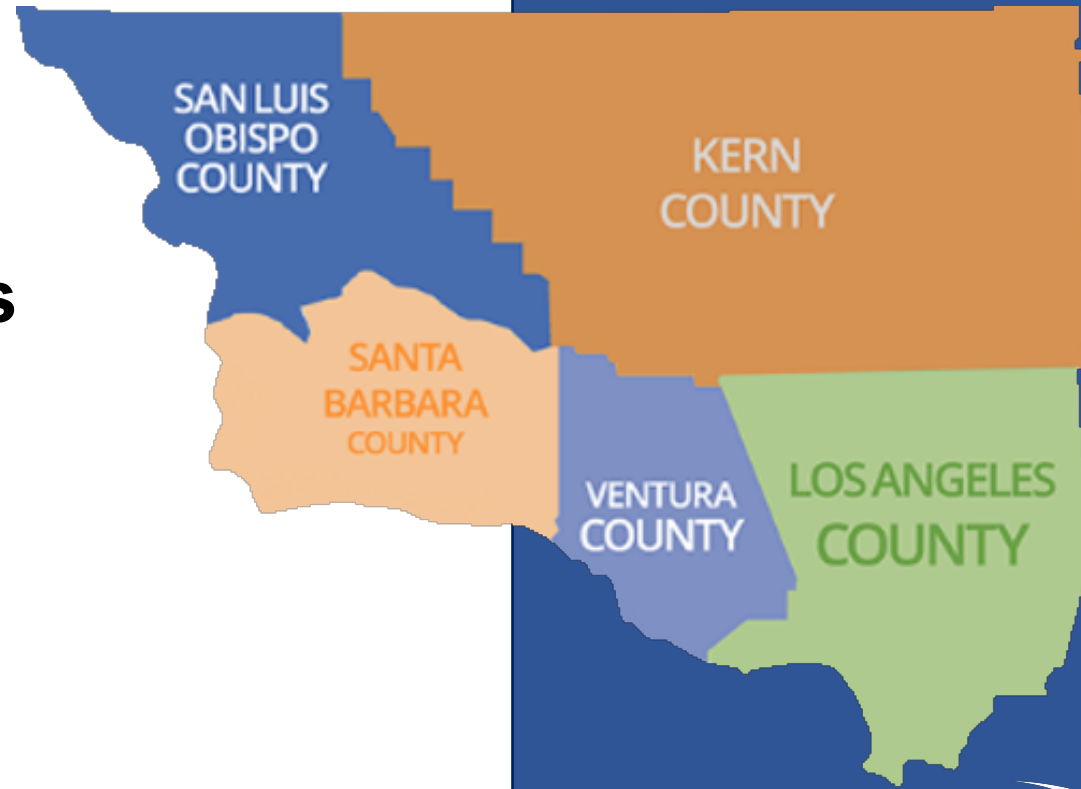 SAN LUIS
OBISPO
COUNTY
KERN
COUNTY
s
SANTA
BARBARA
COUNTY
VENTURA
COUNTY
LOS ANGELES
COUNTY